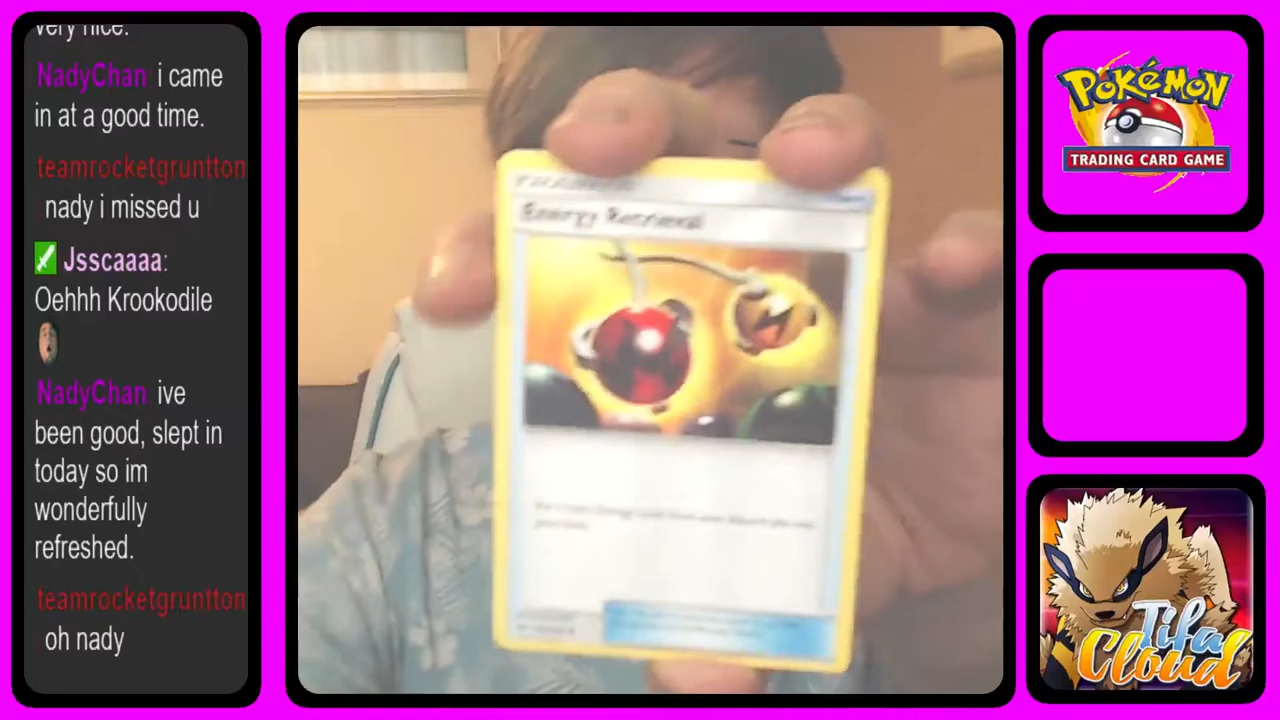 very nice.
NadyChan i came
in at a good time.
teamrocketgruntton
nady i missed u
Jsscaaaa:
Oehhh Krookodile
NadyChan ive
been good, slept in
today so im
wonderfully
refreshed.
teamrocketgruntton
oh nady
Energy Retrieval
POKéMON
TRADING CARD GAME
Tifa
Cloud